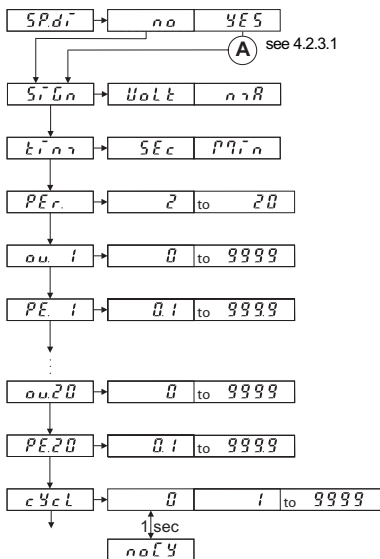 SP.di no YES
A see 4.2.3.1
SiGn VoLt mA
tim SEc Min
PEr. 2 to 20
ou. 1 0 to 9999
PE. 1 0.1 to 999.9
ou.20 0 to 9999
PE.20 0.1 to 999.9
cYcL 0 1 to 9999
1 sec
noCY